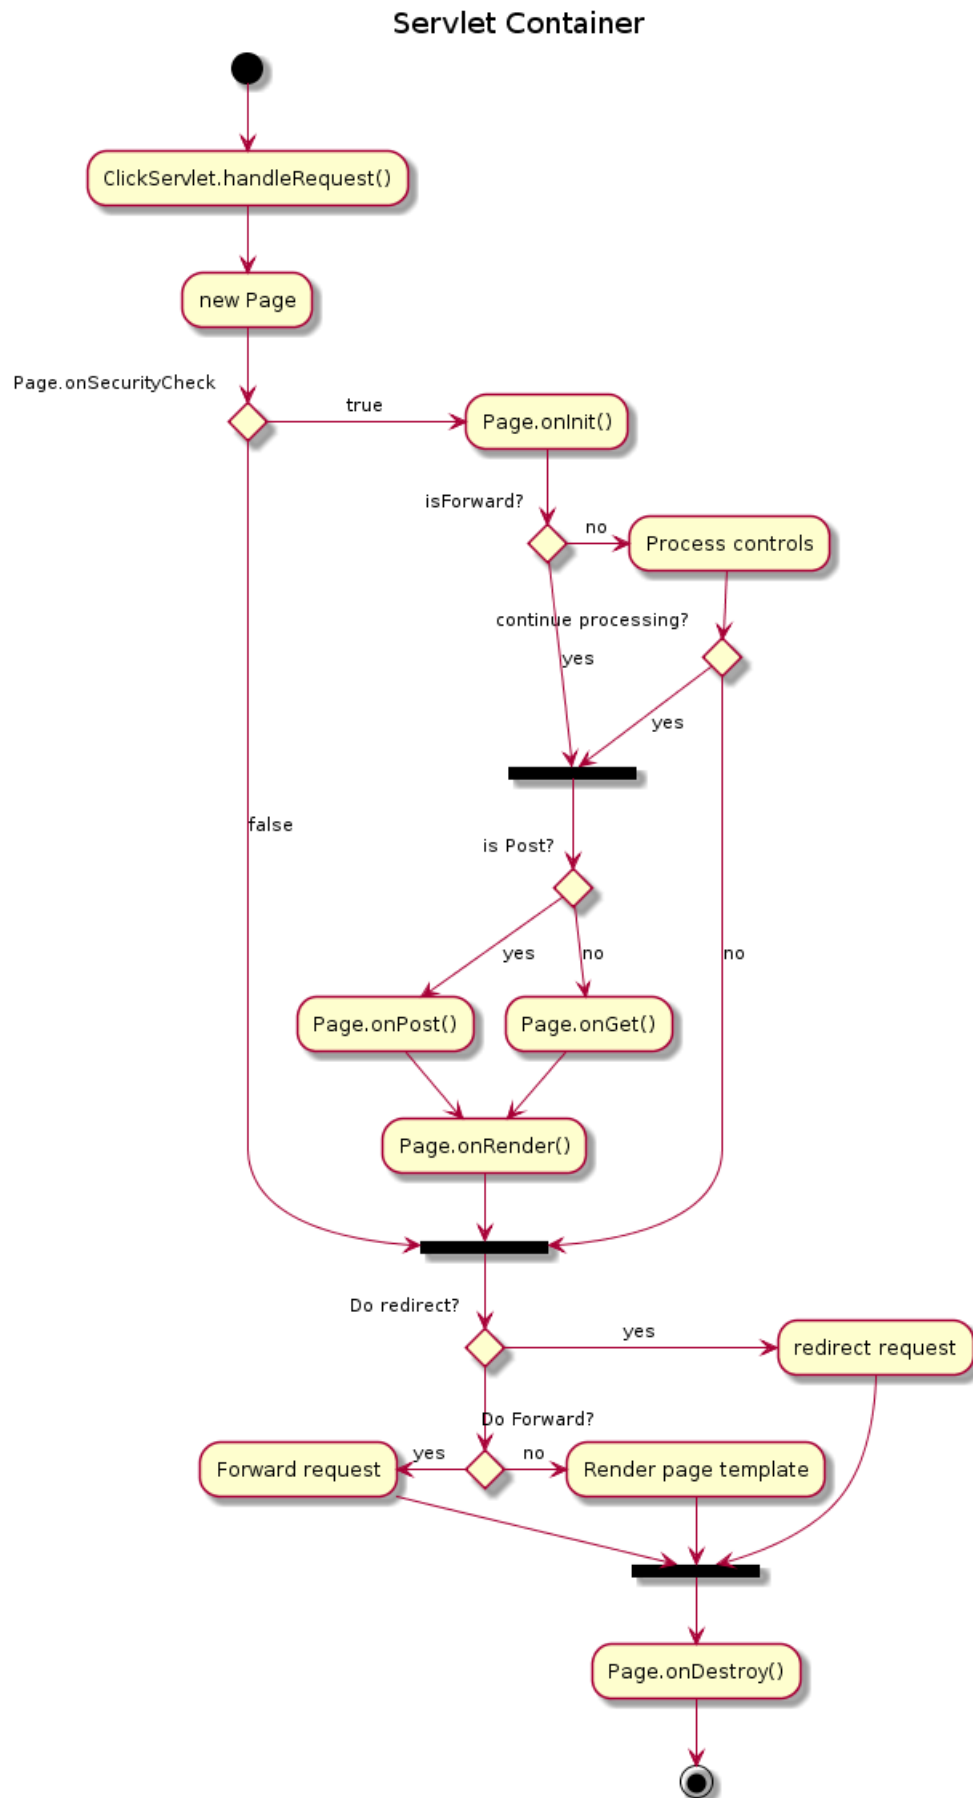 Servlet Container
ClickServlet.handleRequest()
new Page
Page.onSecurityCheck
true
Page.onInit()
isForward?
no
Process controls
continue processing?
yes
yes
false
is Post?
yes
no
no
Page.onPost()
Page.onGet()
Page.onRender()
Do redirect?
yes
redirect request
Do Forward?
Forward request
yes
no
Render page template
Page.onDestroy()